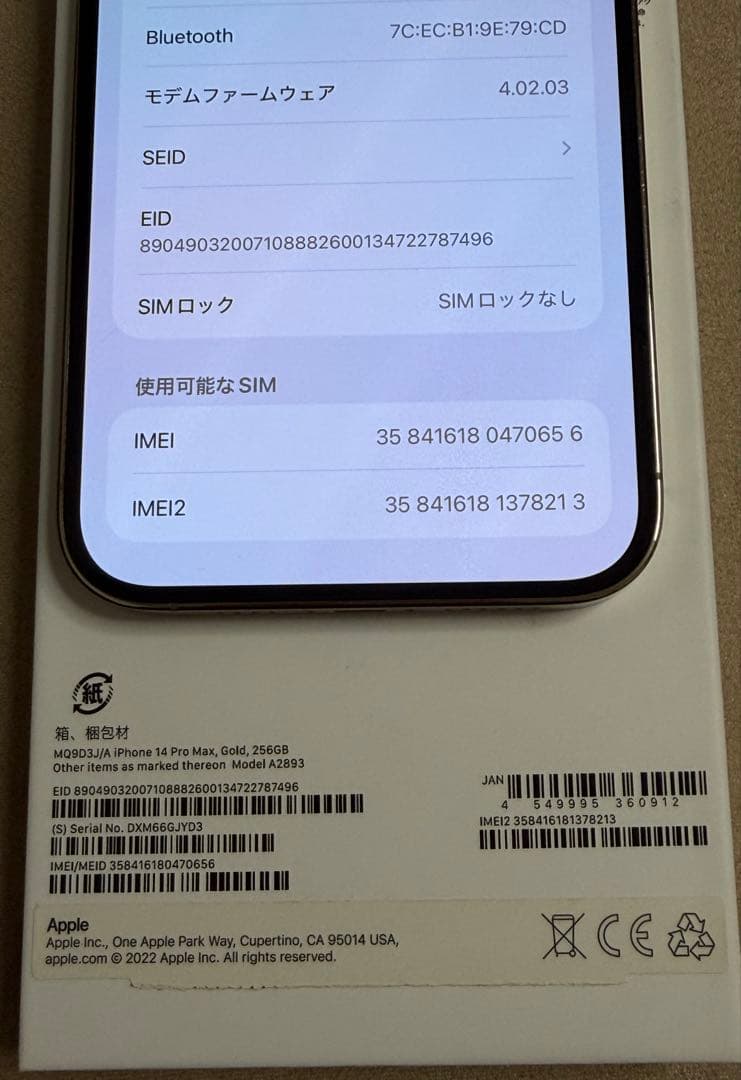 Bluetooth 7C:EC:B1:9E:79:CD
モデムファームウェア 4.02.03
SEID
EID
89049032007108882600134722787496
SIMロック SIMロックなし
使用可能なSIM
IMEI 35 841618 047065 6
IMEI2 35 841618 137821 3
紙
箱、梱包材
MQ9D3J/A iPhone 14 Pro Max, Gold, 256GB
Other items as marked thereon Model A2893
EID 89049032007108882600134722787496
(S) Serial No. DXM66GJYD3
IMEI/MEID 358416180470656
JAN
4 549995 360912
IMEI2 358416181378213
Apple
Apple Inc., One Apple Park Way, Cupertino, CA 95014 USA,
apple.com © 2022 Apple Inc. All rights reserved.
CE